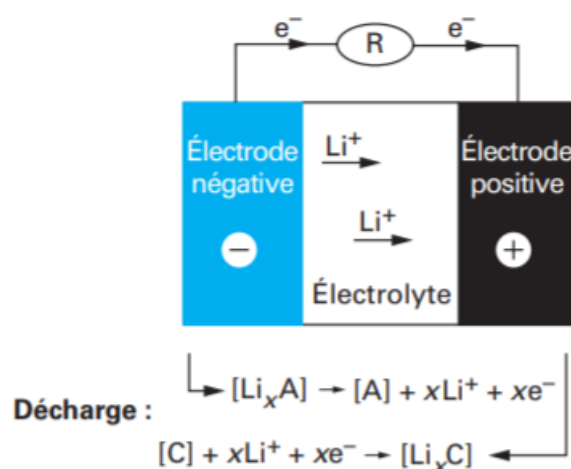 e⁻ R e⁻
Électrode négative
Li⁺
Li⁺
Électrolyte
Électrode positive
−
+
Décharge :
[LiₓA] → [A] + xLi⁺ + xe⁻
[C] + xLi⁺ + xe⁻ → [LiₓC]